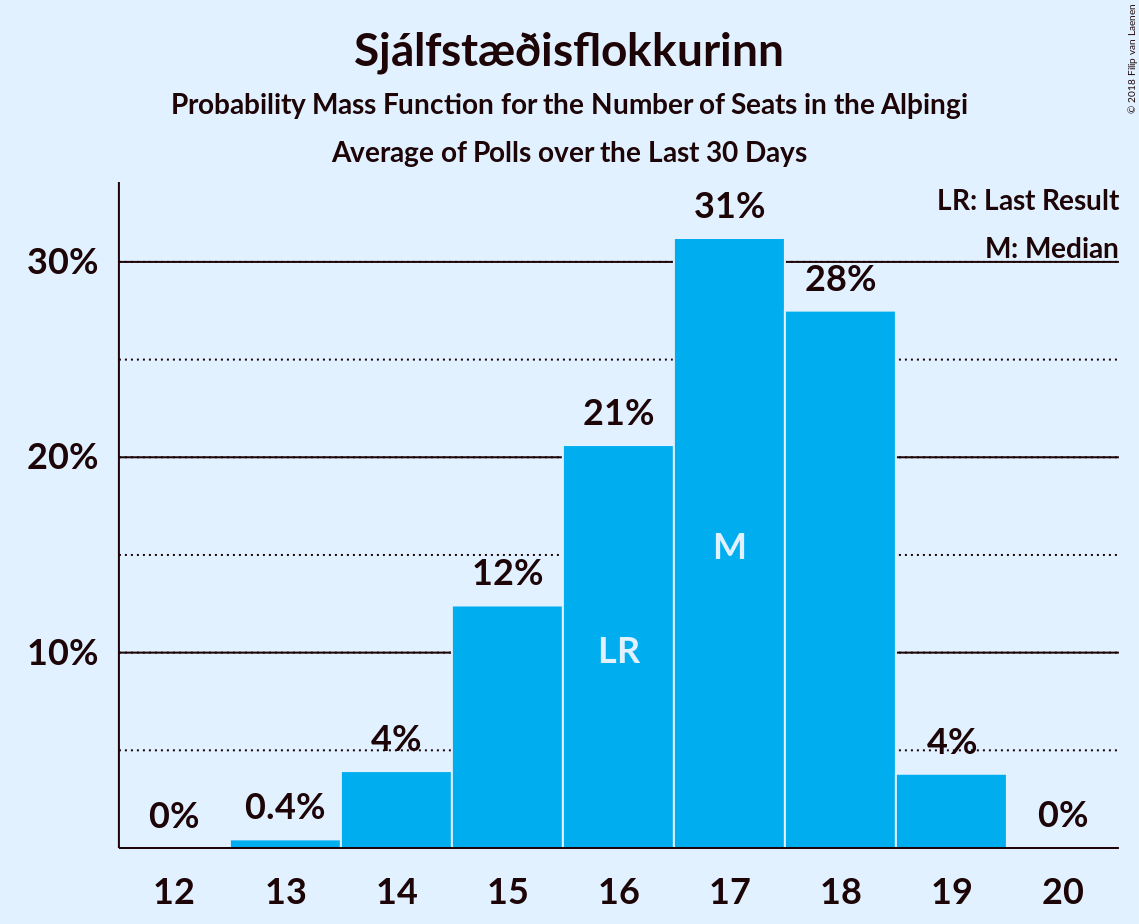 Sjálfstæðisflokkurinn
Probability Mass Function for the Number of Seats in the Alþingi
Average of Polls over the Last 30 Days
© 2018 Filip van Laenen
LR: Last Result
M: Median
30%
20%
10%
0%
0.4%
4%
12%
21%
31%
28%
4%
0%
LR
M
12 13 14 15 16 17 18 19 20